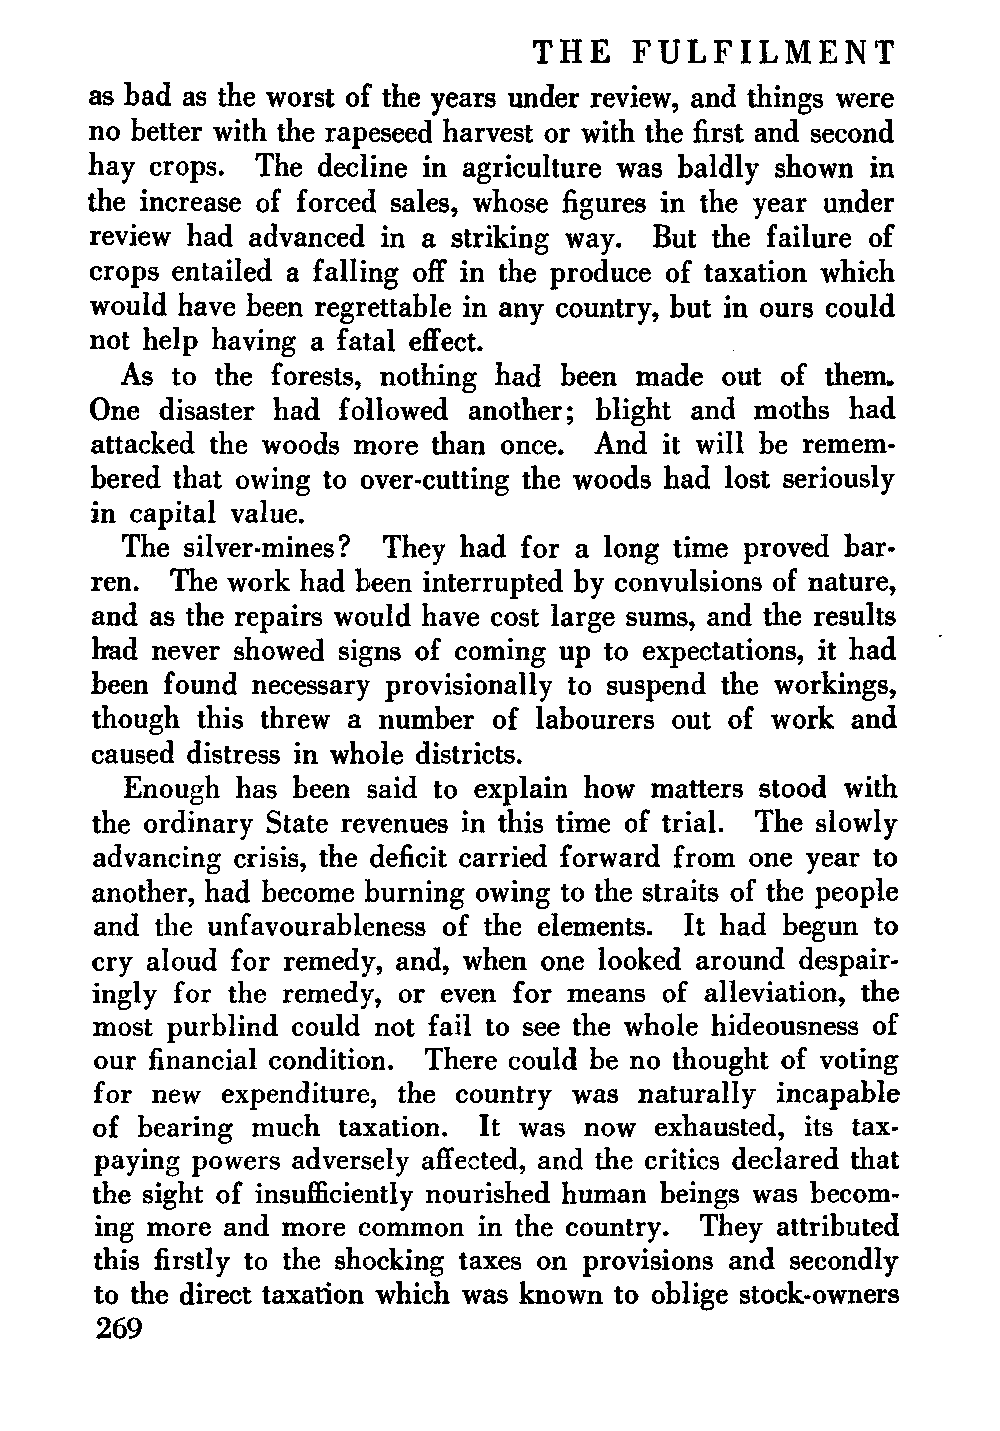 THE FULFILMENT
as bad as the worst of the years under review, and things were
no better with the rapeseed harvest or with the first and second
hay crops. The decline in agriculture was baldly shown in
the increase of forced sales, whose figures in the year under
review had advanced in a striking way. But the failure of
crops entailed a falling off in the produce of taxation which
would have been regrettable in any country, but in ours could
not help having a fatal effect.
As to the forests, nothing had been made out of them.
One disaster had followed another; blight and moths had
attacked the woods more than once. And it will be remem-
bered that owing to over-cutting the woods had lost seriously
in capital value.
The silver-mines? They had for a long time proved bar-
ren. The work had been interrupted by convulsions of nature,
and as the repairs would have cost large sums, and the results
had never showed signs of coming up to expectations, it had
been found necessary provisionally to suspend the workings,
though this threw a number of labourers out of work and
caused distress in whole districts.
Enough has been said to explain how matters stood with
the ordinary State revenues in this time of trial. The slowly
advancing crisis, the deficit carried forward from one year to
another, had become burning owing to the straits of the people
and the unfavourableness of the elements. It had begun to
cry aloud for remedy, and, when one looked around despair-
ingly for the remedy, or even for means of alleviation, the
most purblind could not fail to see the whole hideousness of
our financial condition. There could be no thought of voting
for new expenditure, the country was naturally incapable
of bearing much taxation. It was now exhausted, its tax-
paying powers adversely affected, and the critics declared that
the sight of insufficiently nourished human beings was becom-
ing more and more common in the country. They attributed
this firstly to the shocking taxes on provisions and secondly
to the direct taxation which was known to oblige stock-owners
269